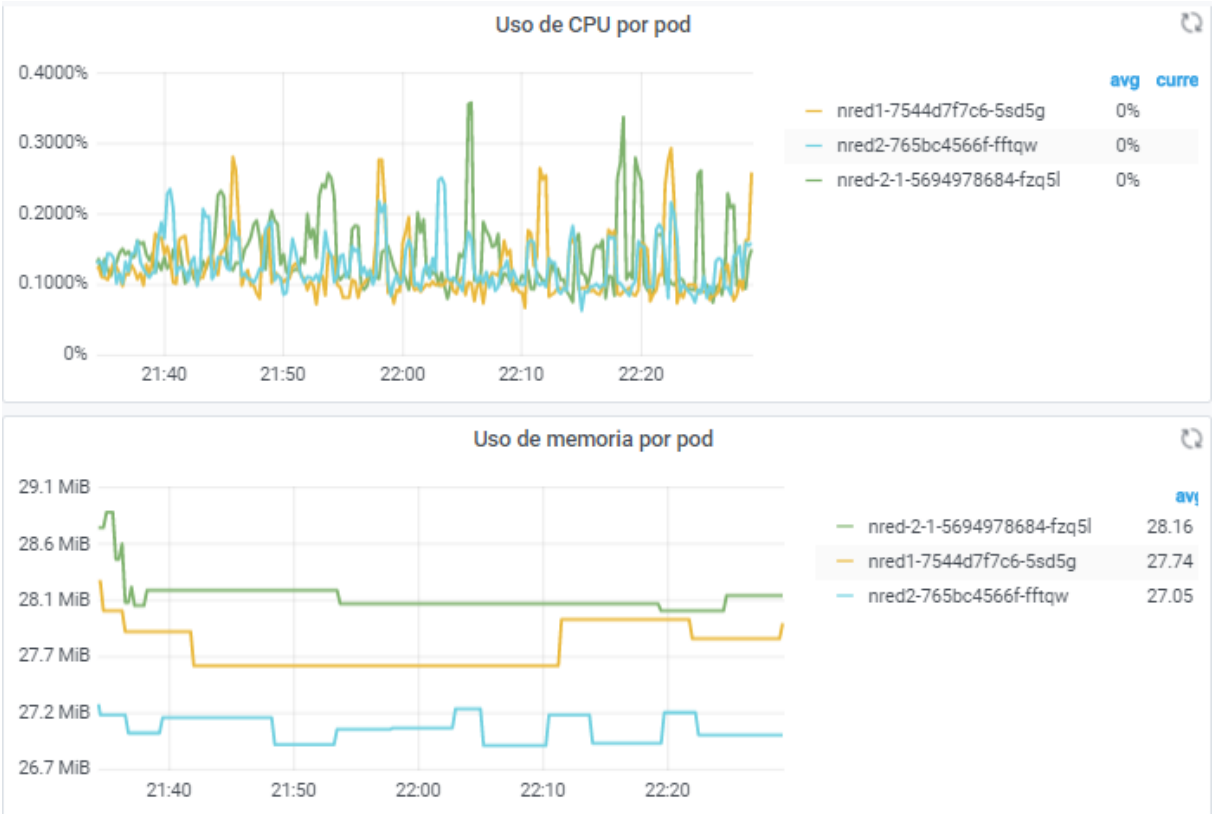 Uso de CPU por pod
0.4000%
0.3000%
0.2000%
0.1000%
0%
21:40 21:50 22:00 22:10 22:20
avg curre
nred1-7544d7f7c6-5sd5g 0%
nred2-765bc4566f-fftqw 0%
nred-2-1-5694978684-fzq5l 0%
Uso de memoria por pod
29.1 MiB
28.6 MiB
28.1 MiB
27.7 MiB
27.2 MiB
26.7 MiB
21:40 21:50 22:00 22:10 22:20
avg
nred-2-1-5694978684-fzq5l 28.16
nred1-7544d7f7c6-5sd5g 27.74
nred2-765bc4566f-fftqw 27.05